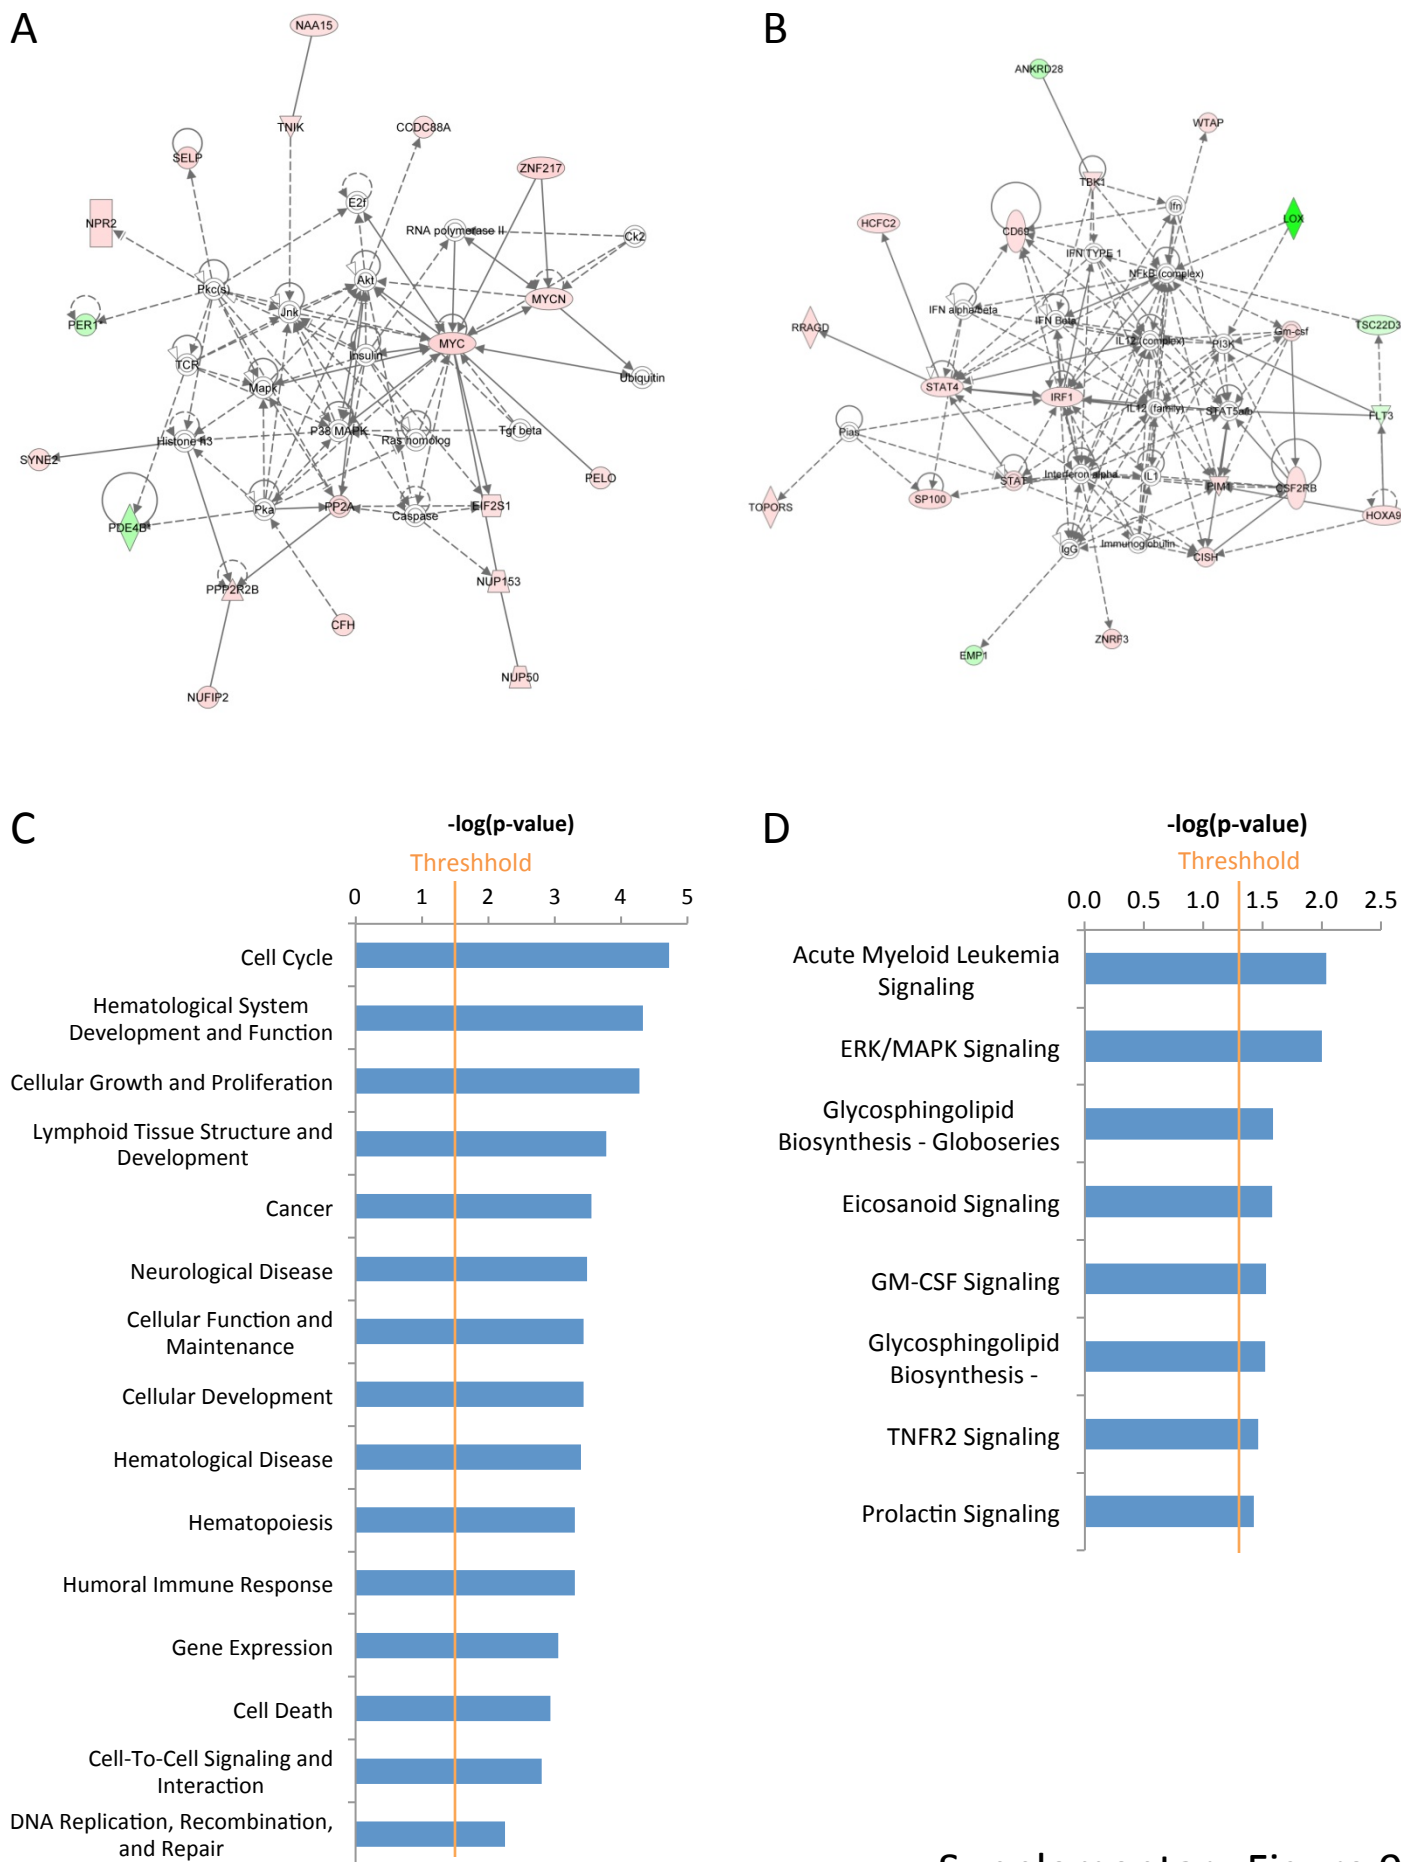 A
NAA15
TNIK
CCDC88A
SELP
ZNF217
E2f
NPR2
RNA polymerase II
Ck2
Akt
Pkc(s)
MYCN
Jnk
PER1*
MYC
Insulin
TCR
Ubiquitin
Mapk
P38 MAPK
Ras homolog
Tgf beta
Histone h3
SYNE2
PELO
Pka
PP2A
EIF2S1
Caspase
PDE4B*
NUP153
PPP2R2B
CFH
NUP50
NUFIP2
B
ANKRD28
WTAP
TBK1
Ifn
LOX
HCFC2
CD69
IFN TYPE 1
NFkB (complex)
IFN alpha/beta
IFN Beta
TSC22D3
RRAGD
Gm-csf
IL12 (complex)
PI3K
STAT4
IRF1
IL12 (family)
STAT5a/b
FLT3
Pias
Interferon alpha
IL1
STAT
PIM1
CSF2RB
SP100
TOPORS
HOXA9
IgG
Immunoglobulin
CISH
ZNRF3
EMP1
C
-log(p-value)
Threshhold
0 1 2 3 4 5
Cell Cycle
Hematological System
Development and Function
Cellular Growth and Proliferation
Lymphoid Tissue Structure and
Development
Cancer
Neurological Disease
Cellular Function and
Maintenance
Cellular Development
Hematological Disease
Hematopoiesis
Humoral Immune Response
Gene Expression
Cell Death
Cell-To-Cell Signaling and
Interaction
DNA Replication, Recombination,
and Repair
D
-log(p-value)
Threshhold
0.0 0.5 1.0 1.5 2.0 2.5
Acute Myeloid Leukemia
Signaling
ERK/MAPK Signaling
Glycosphingolipid
Biosynthesis - Globoseries
Eicosanoid Signaling
GM-CSF Signaling
Glycosphingolipid
Biosynthesis -
TNFR2 Signaling
Prolactin Signaling